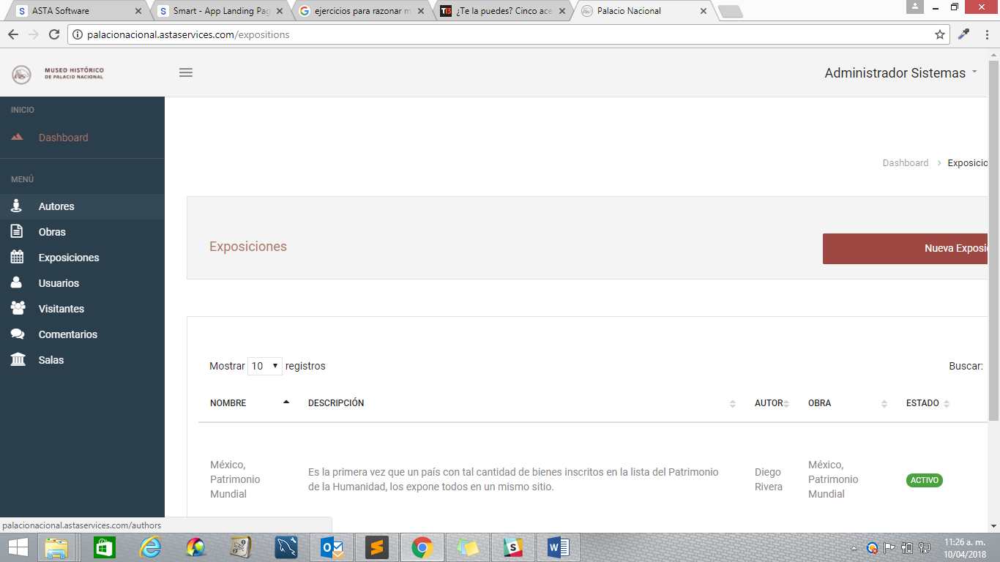 ASTA Software
Smart - App Landing Pag
ejercicios para razonar m
¿Te la puedes? Cinco ace
Palacio Nacional
palacionacional.astaservices.com/expositions
MUSEO HISTÓRICO
DE PALACIO NACIONAL
Administrador Sistemas
INICIO
Dashboard
MENÚ
Autores
Obras
Exposiciones
Usuarios
Visitantes
Comentarios
Salas
Dashboard > Exposicio
Exposiciones
Nueva Exposi
Mostrar 10 registros
Buscar:
NOMBRE DESCRIPCIÓN AUTOR OBRA ESTADO
México,
Patrimonio
Mundial
Es la primera vez que un país con tal cantidad de bienes inscritos en la lista del Patrimonio
de la Humanidad, los expone todos en un mismo sitio.
Diego
Rivera
México,
Patrimonio
Mundial
ACTIVO
palacionacional.astaservices.com/authors
11:26 a. m.
10/04/2018